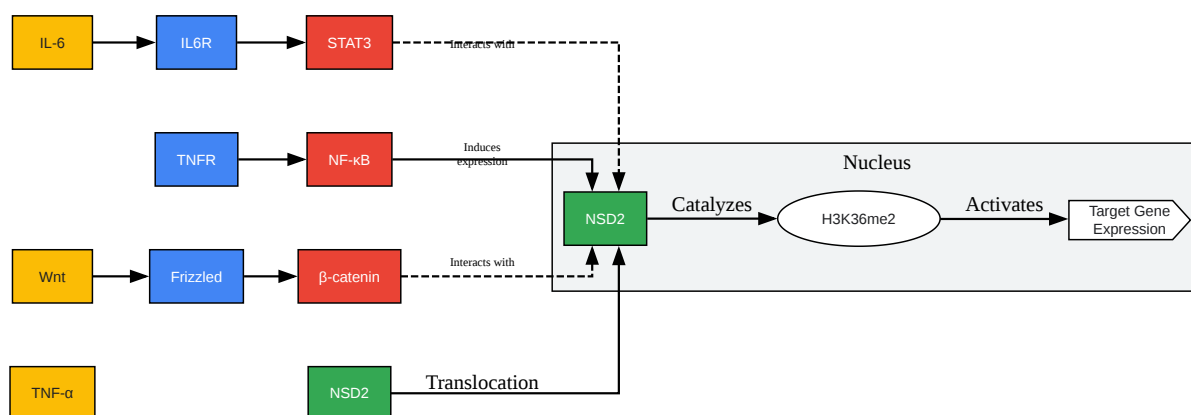 IL-6
IL6R
STAT3
Interacts with
TNFR
NF-κB
Induces
expression
Nucleus
NSD2
Catalyzes
H3K36me2
Activates
Target Gene
Expression
Wnt
Frizzled
β-catenin
Interacts with
TNF-α
NSD2
Translocation